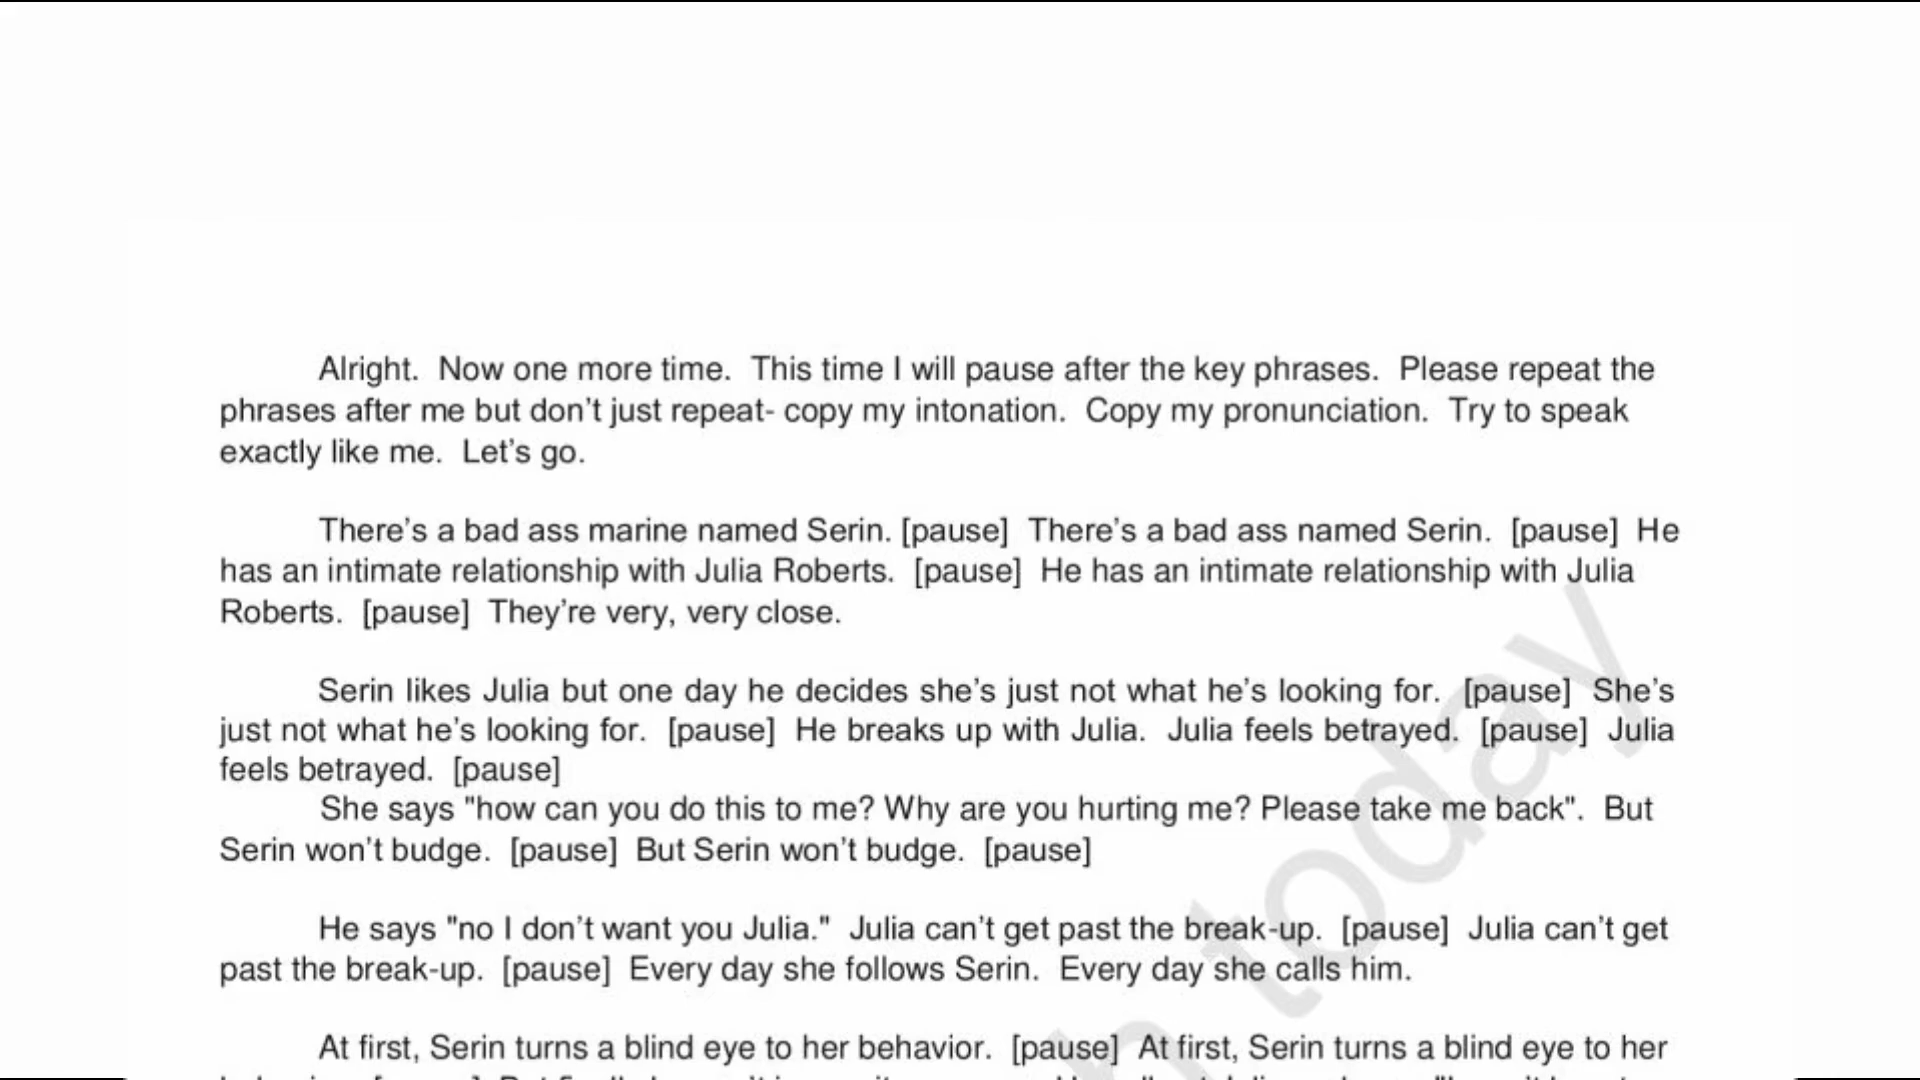 Alright.  Now one more time.  This time I will pause after the key phrases.  Please repeat the
phrases after me but don’t just repeat- copy my intonation.  Copy my pronunciation.  Try to speak
exactly like me.  Let’s go.
There’s a bad ass marine named Serin. [pause]  There’s a bad ass named Serin.  [pause]  He
has an intimate relationship with Julia Roberts.  [pause]  He has an intimate relationship with Julia
Roberts.  [pause]  They’re very, very close.
Serin likes Julia but one day he decides she’s just not what he’s looking for.  [pause]  She’s
just not what he’s looking for.  [pause]  He breaks up with Julia.  Julia feels betrayed.  [pause]  Julia
feels betrayed.  [pause]
She says "how can you do this to me? Why are you hurting me? Please take me back".  But
Serin won’t budge.  [pause]  But Serin won’t budge.  [pause]
He says "no I don’t want you Julia."  Julia can’t get past the break-up.  [pause]  Julia can’t get
past the break-up.  [pause]  Every day she follows Serin.  Every day she calls him.
At first, Serin turns a blind eye to her behavior.  [pause]  At first, Serin turns a blind eye to her
today